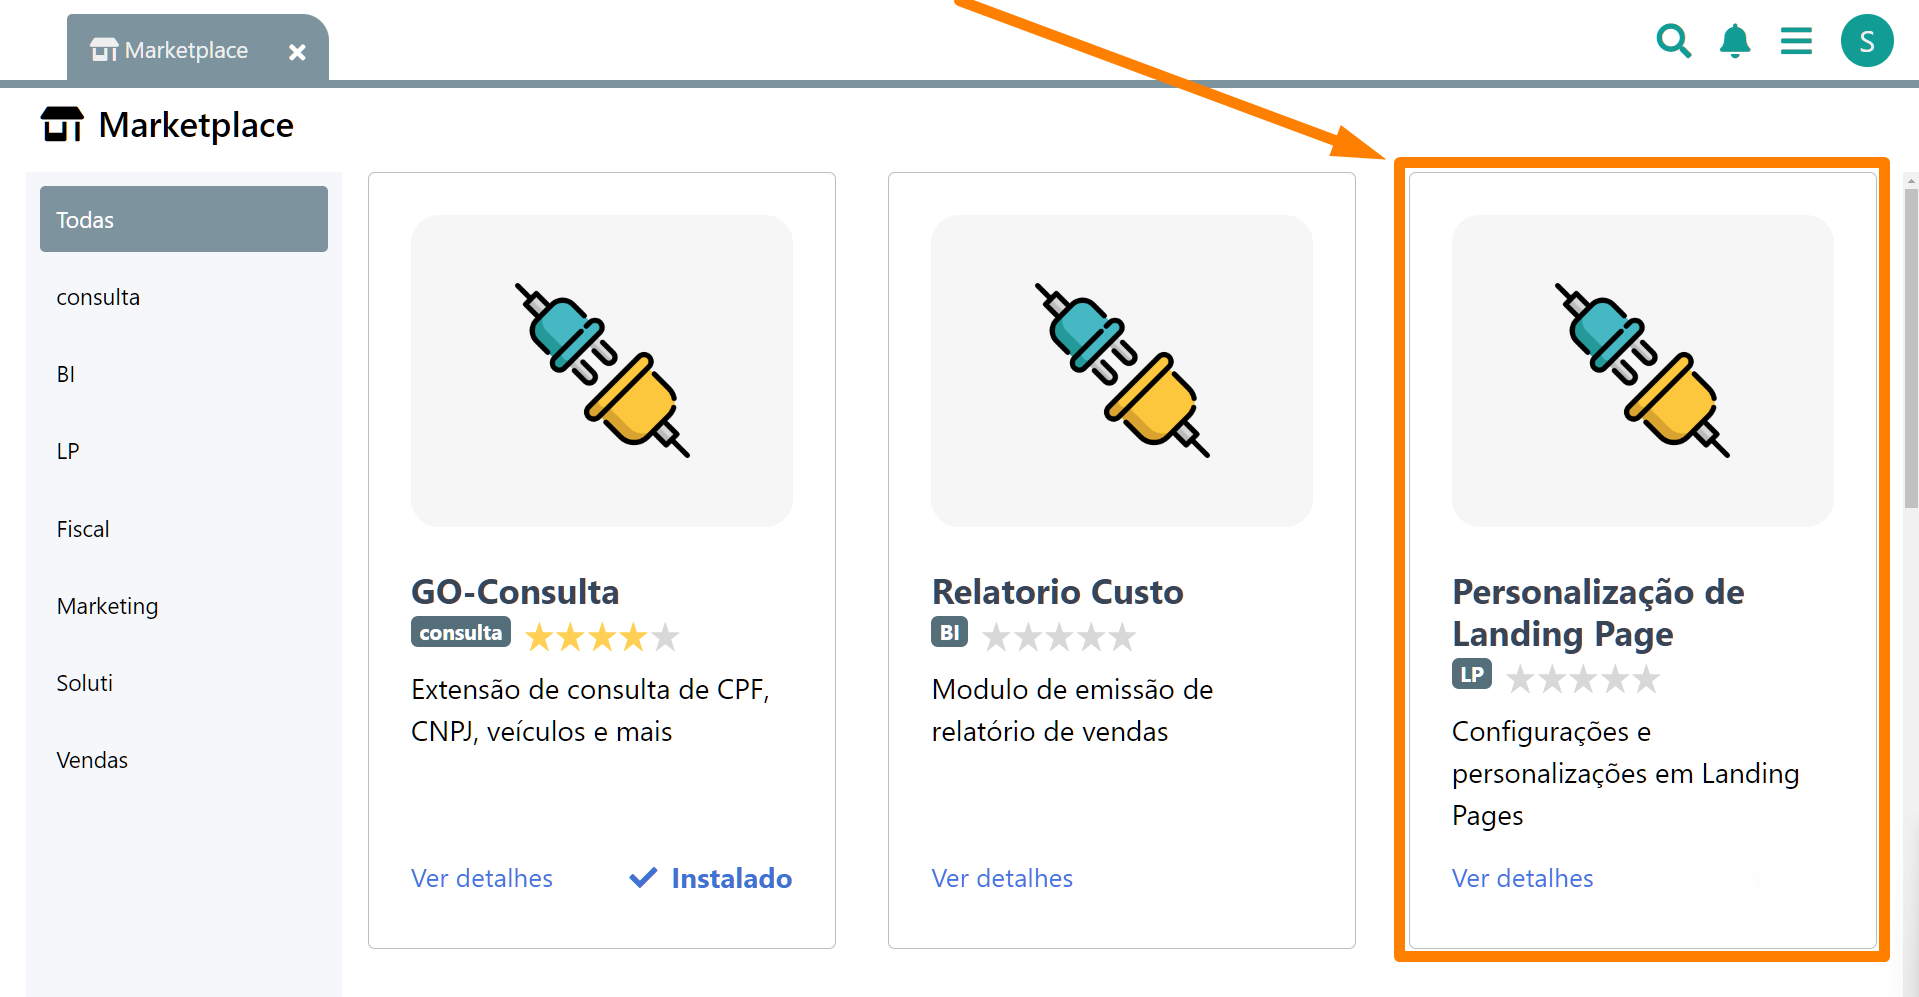 Marketplace
S
Marketplace
Todas
consulta
BI
LP
Fiscal
Marketing
Soluti
Vendas
GO-Consulta
consulta
Extensão de consulta de CPF,
CNPJ, veículos e mais
Ver detalhes
Instalado
Relatorio Custo
BI
Modulo de emissão de
relatório de vendas
Ver detalhes
Personalização de
Landing Page
LP
Configurações e
personalizações em Landing
Pages
Ver detalhes